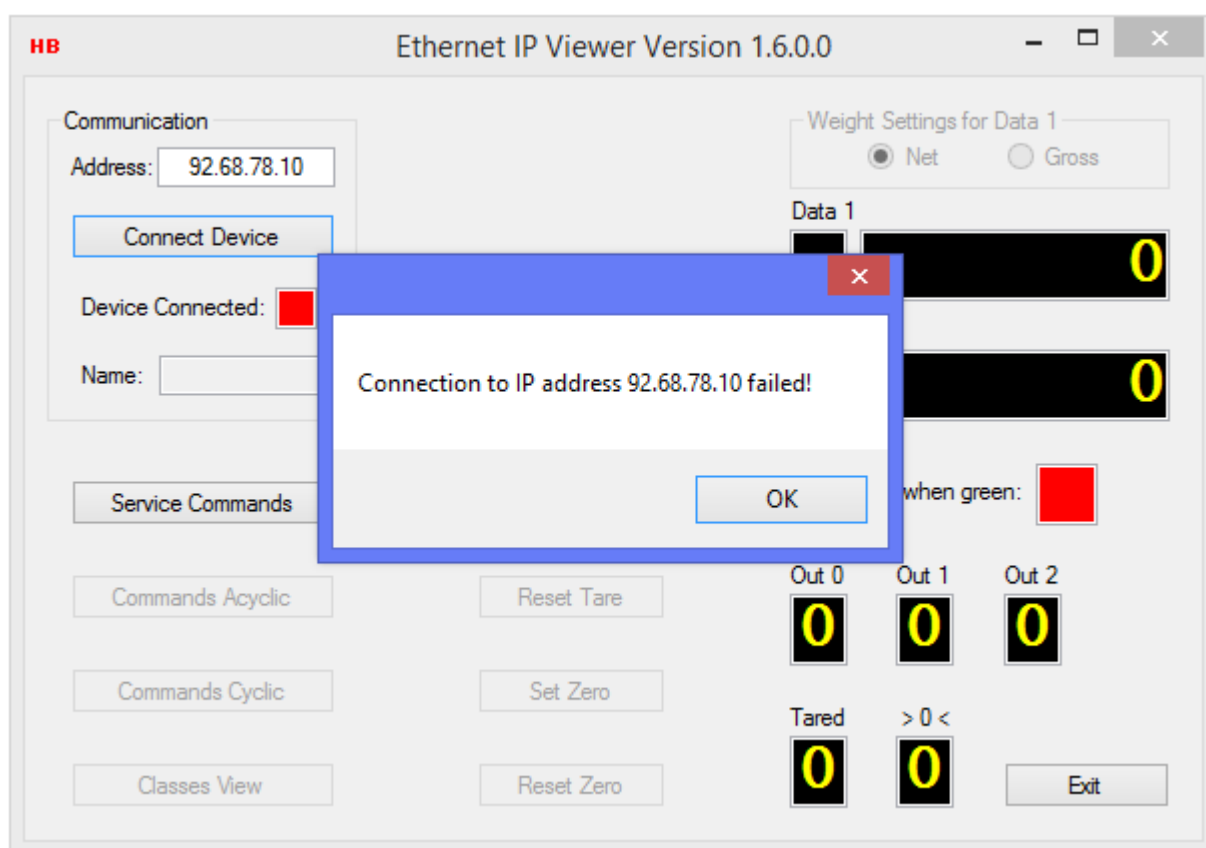 HB
Ethernet IP Viewer Version 1.6.0.0
Communication
Address: 92.68.78.10
Connect Device
Device Connected:
Name:
Weight Settings for Data 1
Net Gross
Data 1
0
0
Connection to IP address 92.68.78.10 failed!
OK
Service Commands
when green:
Commands Acyclic
Reset Tare
Out 0 Out 1 Out 2
0 0 0
Commands Cyclic
Set Zero
Tared > 0 <
0 0
Classes View
Reset Zero
Exit